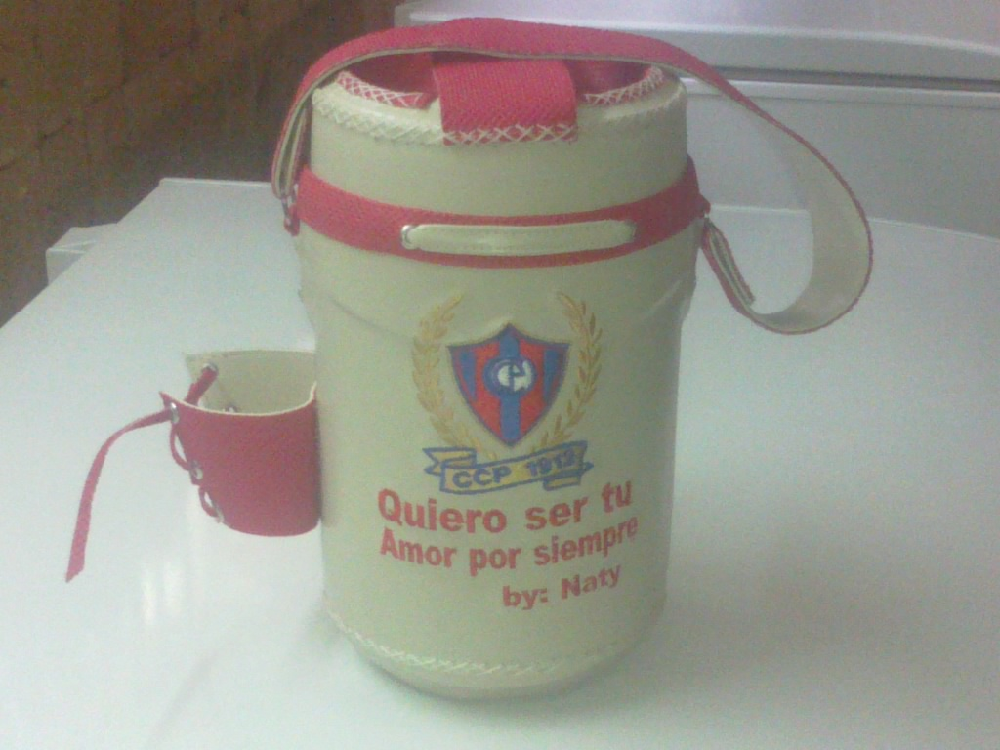 CCP 1912
Quiero ser tu
Amor por siempre
by: Naty